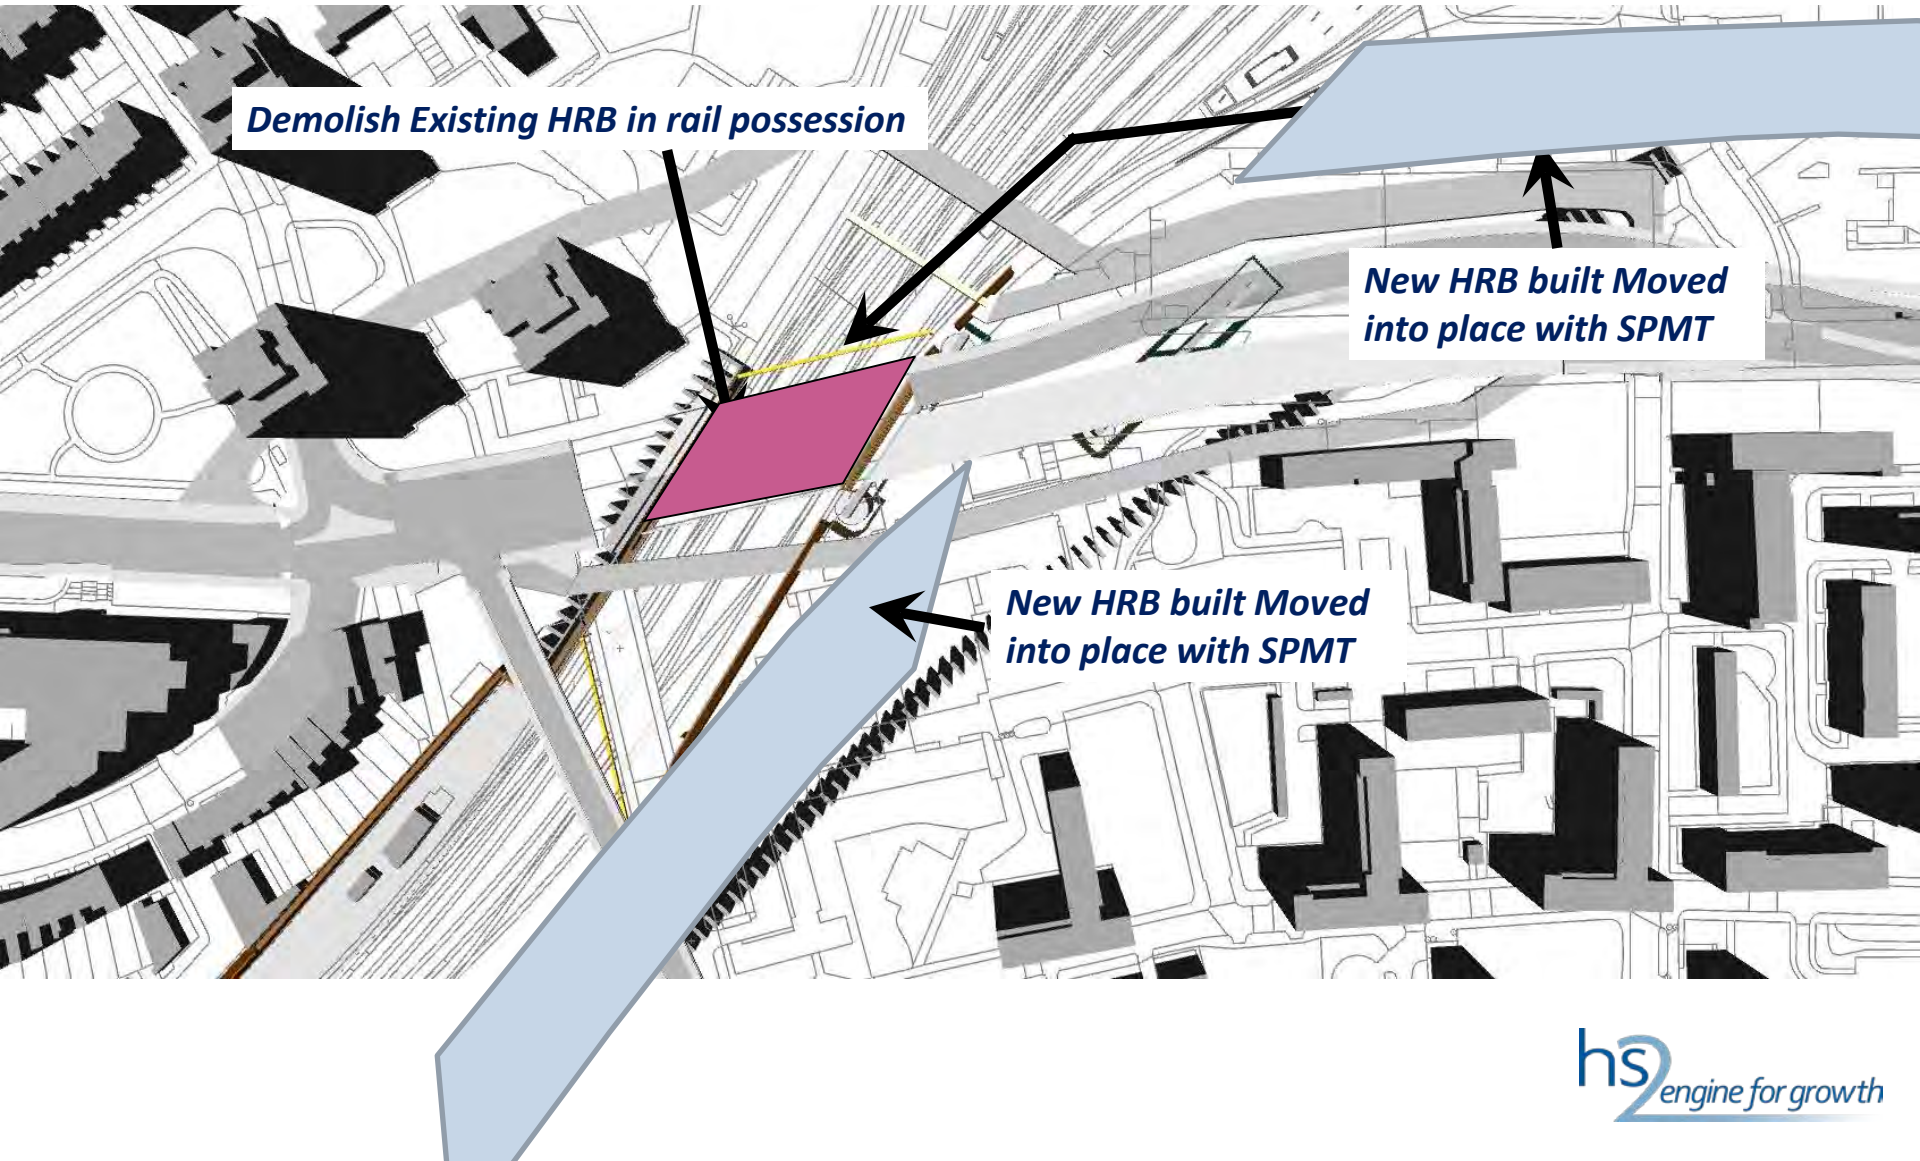 Demolish Existing HRB in rail possession
New HRB built Moved
into place with SPMT
New HRB built Moved
into place with SPMT
hs2
engine for growth